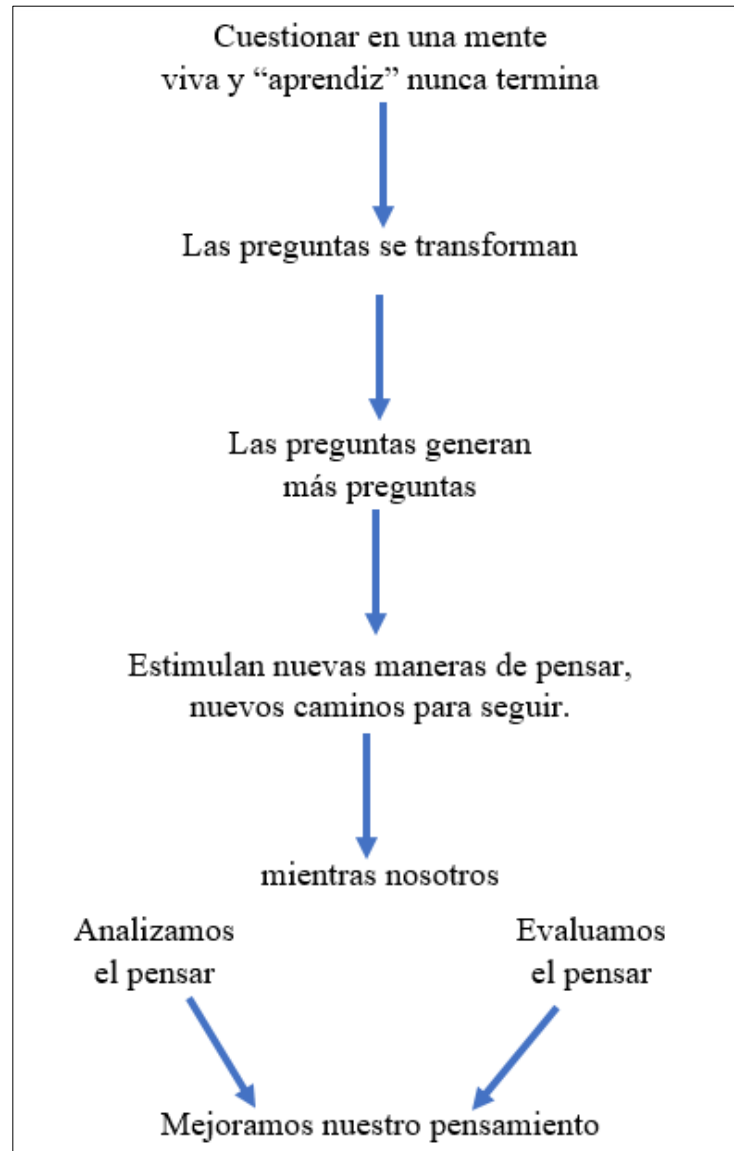 Cuestionar en una mente
viva y “aprendiz” nunca termina
Las preguntas se transforman
Las preguntas generan
más preguntas
Estimulan nuevas maneras de pensar,
nuevos caminos para seguir.
mientras nosotros
Analizamos
el pensar
Evaluamos
el pensar
Mejoramos nuestro pensamiento